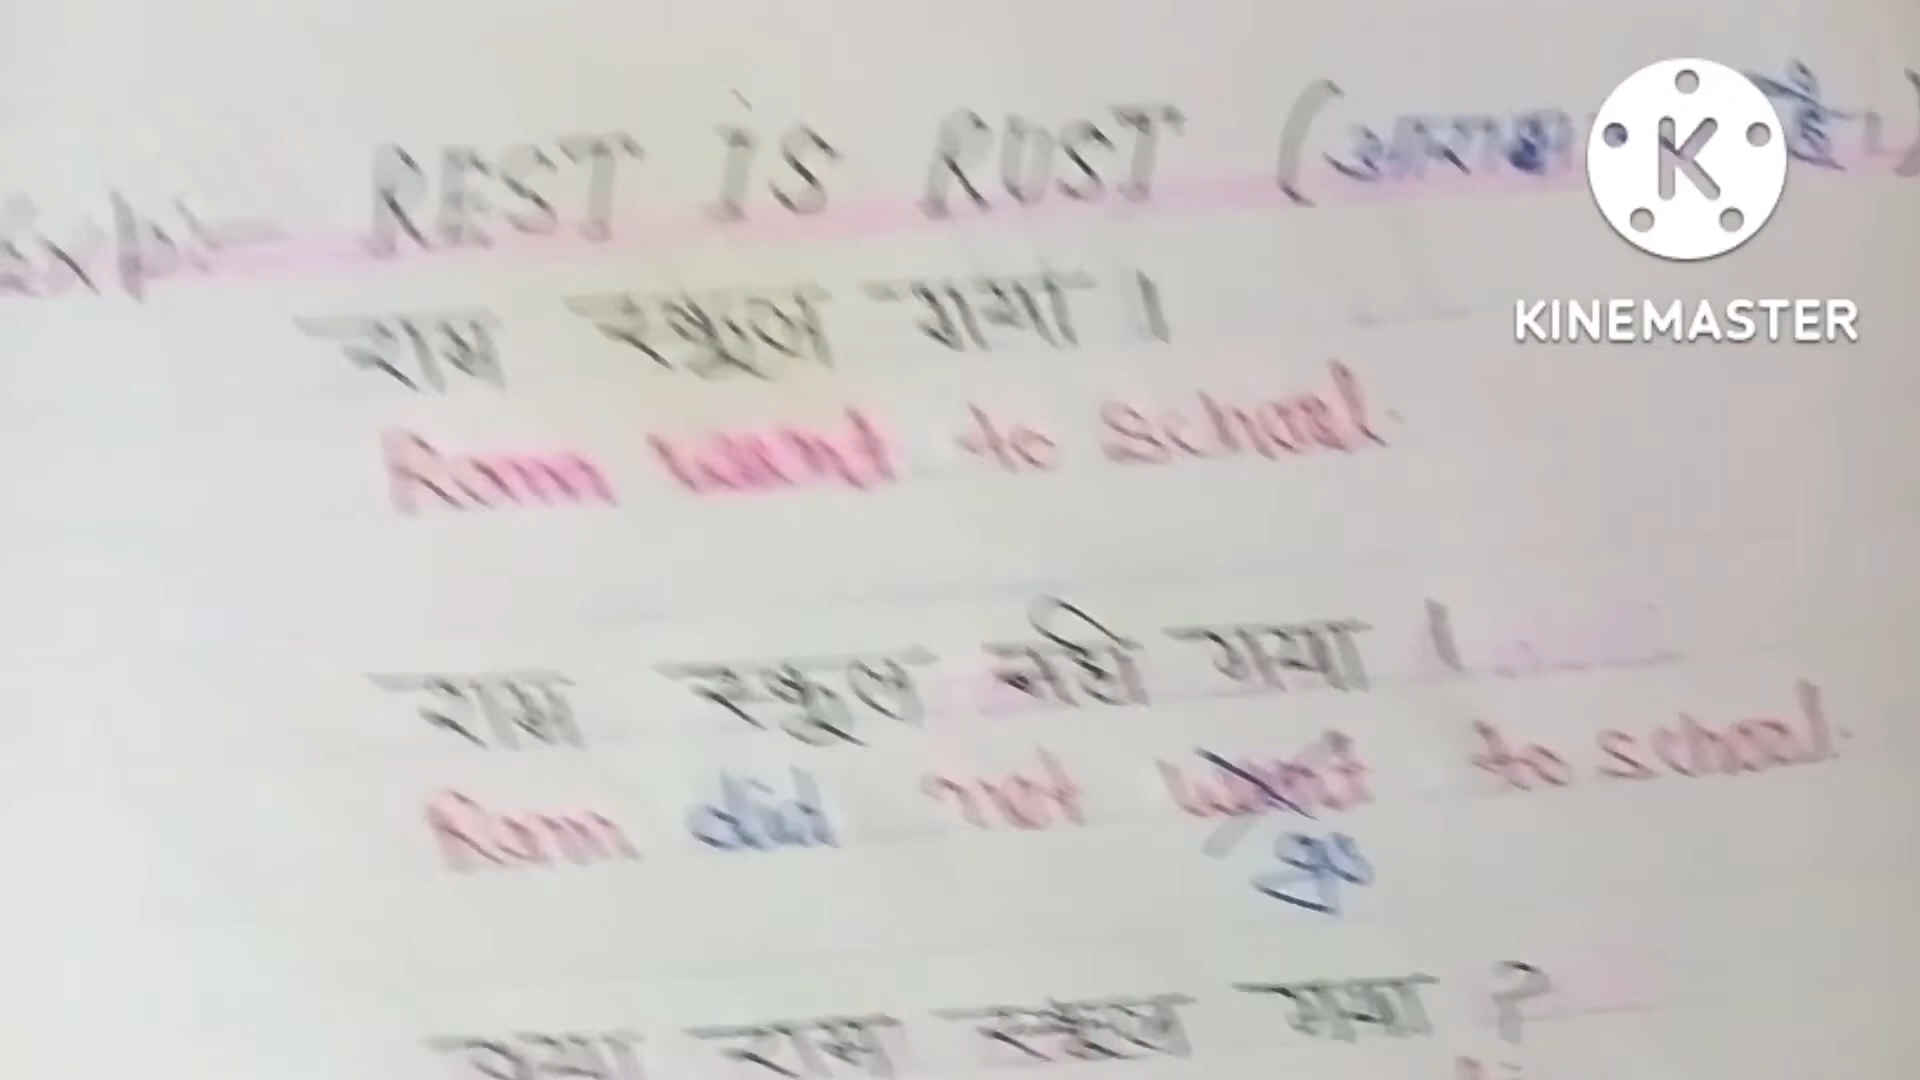 REST IS RUST (
KINEMASTER
राम स्कूल गया ।
Ram went to School.
राम स्कूल नहि गया ।
Ram did not went to school.
go
क्या राम स्कूल गया ?